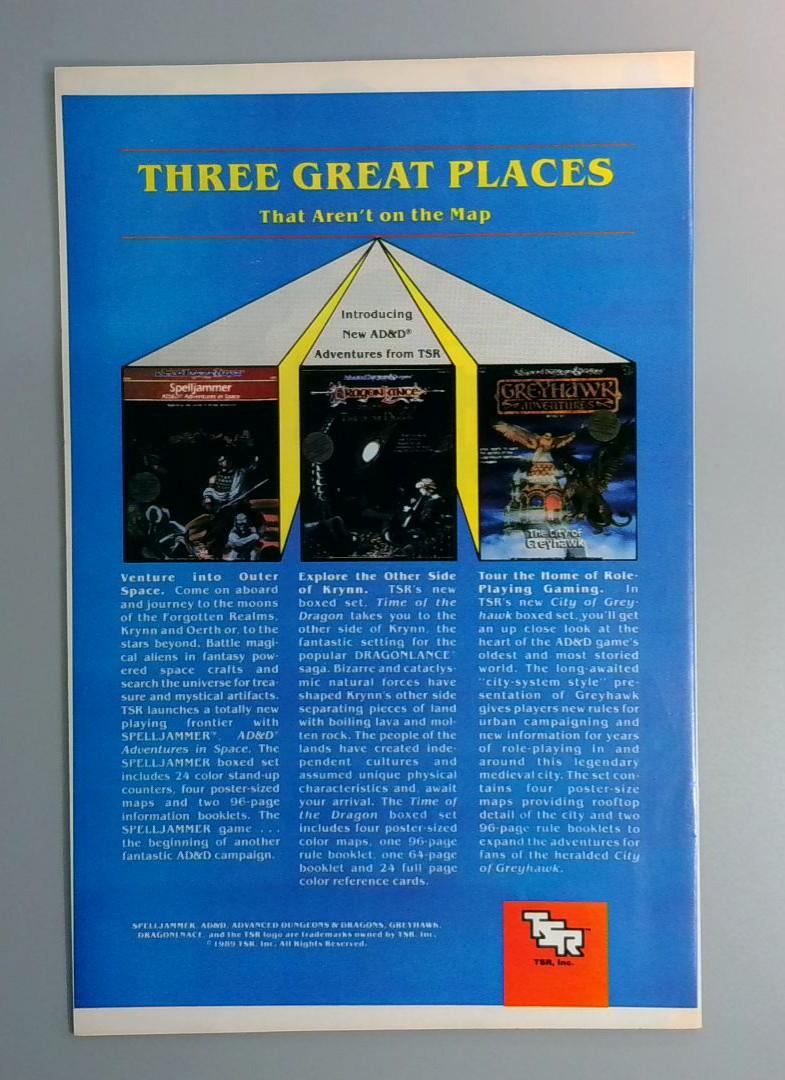 THREE GREAT PLACES
That Aren't on the Map
Introducing
New AD&D®
Adventures from TSR
Advanced Dungeons & Dragons
Spelljammer
AD&D Adventures in Space
Advanced Dungeons & Dragons
DRAGONLANCE
Advanced Dungeons & Dragons
GREYHAWK
ADVENTURES
The City of
Greyhawk
Venture into Outer
Space. Come on aboard
and journey to the moons
of the Forgotten Realms,
Krynn and Oerth or, to the
stars beyond. Battle magi-
cal aliens in fantasy pow-
ered space crafts and
search the universe for trea-
sure and mystical artifacts.
TSR launches a totally new
playing frontier with
SPELLJAMMER™, AD&D®
Adventures in Space. The
SPELLJAMMER boxed set
includes 24 color stand-up
counters, four poster-sized
maps and two 96-page
information booklets. The
SPELLJAMMER game . . .
the beginning of another
fantastic AD&D campaign.
Explore the Other Side
of Krynn. TSR's new
boxed set, Time of the
Dragon takes you to the
other side of Krynn, the
fantastic setting for the
popular DRAGONLANCE®
saga. Bizarre and cataclys-
mic natural forces have
shaped Krynn's other side
separating pieces of land
with boiling lava and mol-
ten rock. The people of the
lands have created inde-
pendent cultures and
assumed unique physical
characteristics and, await
your arrival. The Time of
the Dragon boxed set
includes four poster-sized
color maps, one 96-page
rule booklet, one 64-page
booklet and 24 full page
color reference cards.
Tour the Home of Role-
Playing Gaming. In
TSR's new City of Grey-
hawk boxed set, you'll get
an up close look at the
heart of the AD&D game's
oldest and most storied
world. The long-awaited
"city-system style" pre-
sentation of Greyhawk
gives players new rules for
urban campaigning and
new information for years
of role-playing in and
around this legendary
medieval city. The set con-
tains four poster-size
maps providing rooftop
detail of the city and two
96-page rule booklets to
expand the adventures for
fans of the heralded City
of Greyhawk.
SPELLJAMMER, AD&D, ADVANCED DUNGEONS & DRAGONS, GREYHAWK,
DRAGONLNACE, and the TSR logo are trademarks owned by TSR, Inc.
©1989 TSR, Inc. All Rights Reserved.
TSR™
TSR, Inc.